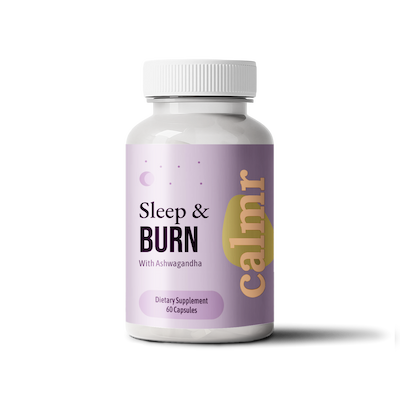 Sleep &
BURN
With Ashwagandha
Dietary Supplement
60 Capsules
calmr